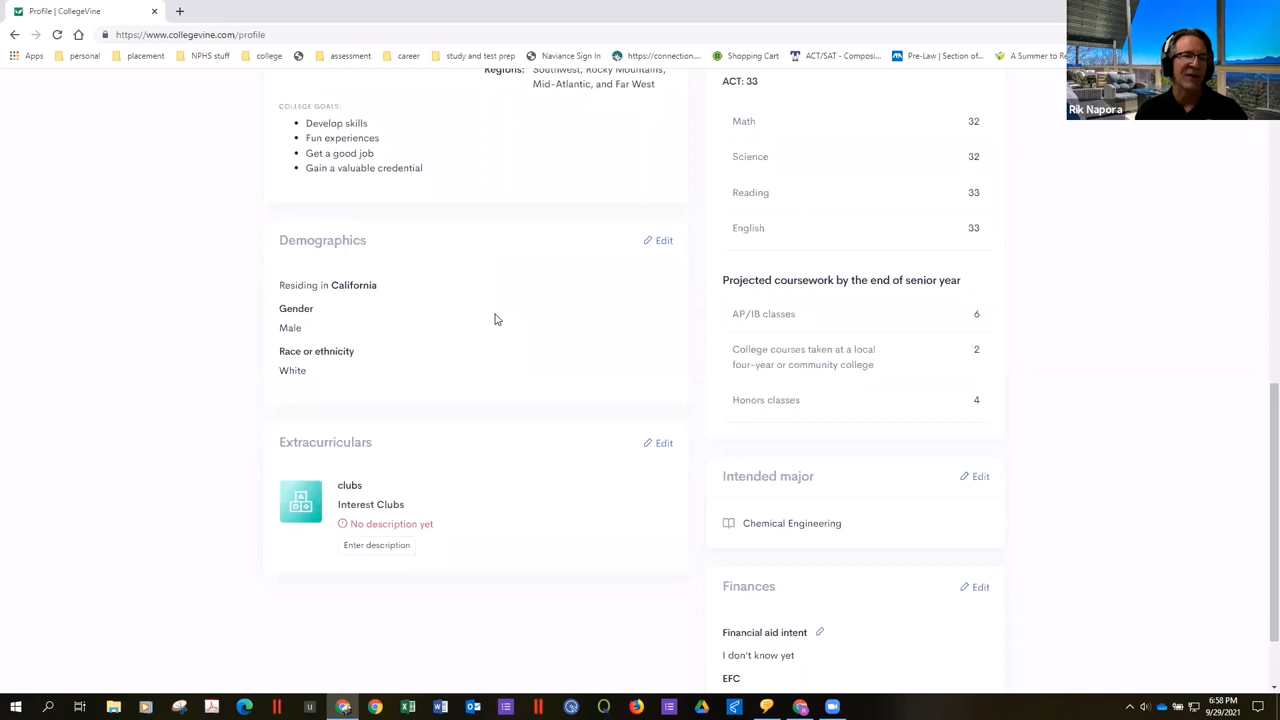 Profile | CollegeVine
https://www.collegevine.com/profile
Apps
personal
placement
NPHS stuff
college
assessment
career
study and test prep
Naviance Sign In
https://connection....
Shopping Cart
ACT/SAT - Composi...
Pre-Law | Section of...
A Summer to
Rik Napora
Regions:
Southwest, Rocky Mountains,
Mid-Atlantic, and Far West
COLLEGE GOALS:
• Develop skills
• Fun experiences
• Get a good job
• Gain a valuable credential
Demographics
Edit
Residing in California
Gender
Male
Race or ethnicity
White
Extracurriculars
Edit
clubs
Interest Clubs
No description yet
Enter description
ACT: 33
Math 32
Science 32
Reading 33
English 33
Projected coursework by the end of senior year
AP/IB classes 6
College courses taken at a local 2
four-year or community college
Honors classes 4
Intended major
Edit
Chemical Engineering
Finances
Edit
Financial aid intent
I don't know yet
EFC
6:58 PM
9/29/2021